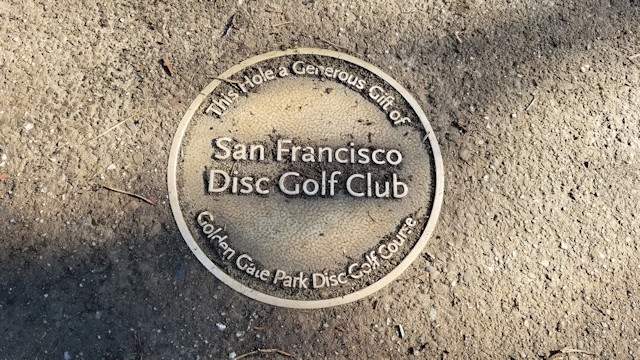 This Hole a Generous Gift of
San Francisco
Disc Golf Club
Golden Gate Park Disc Golf Course